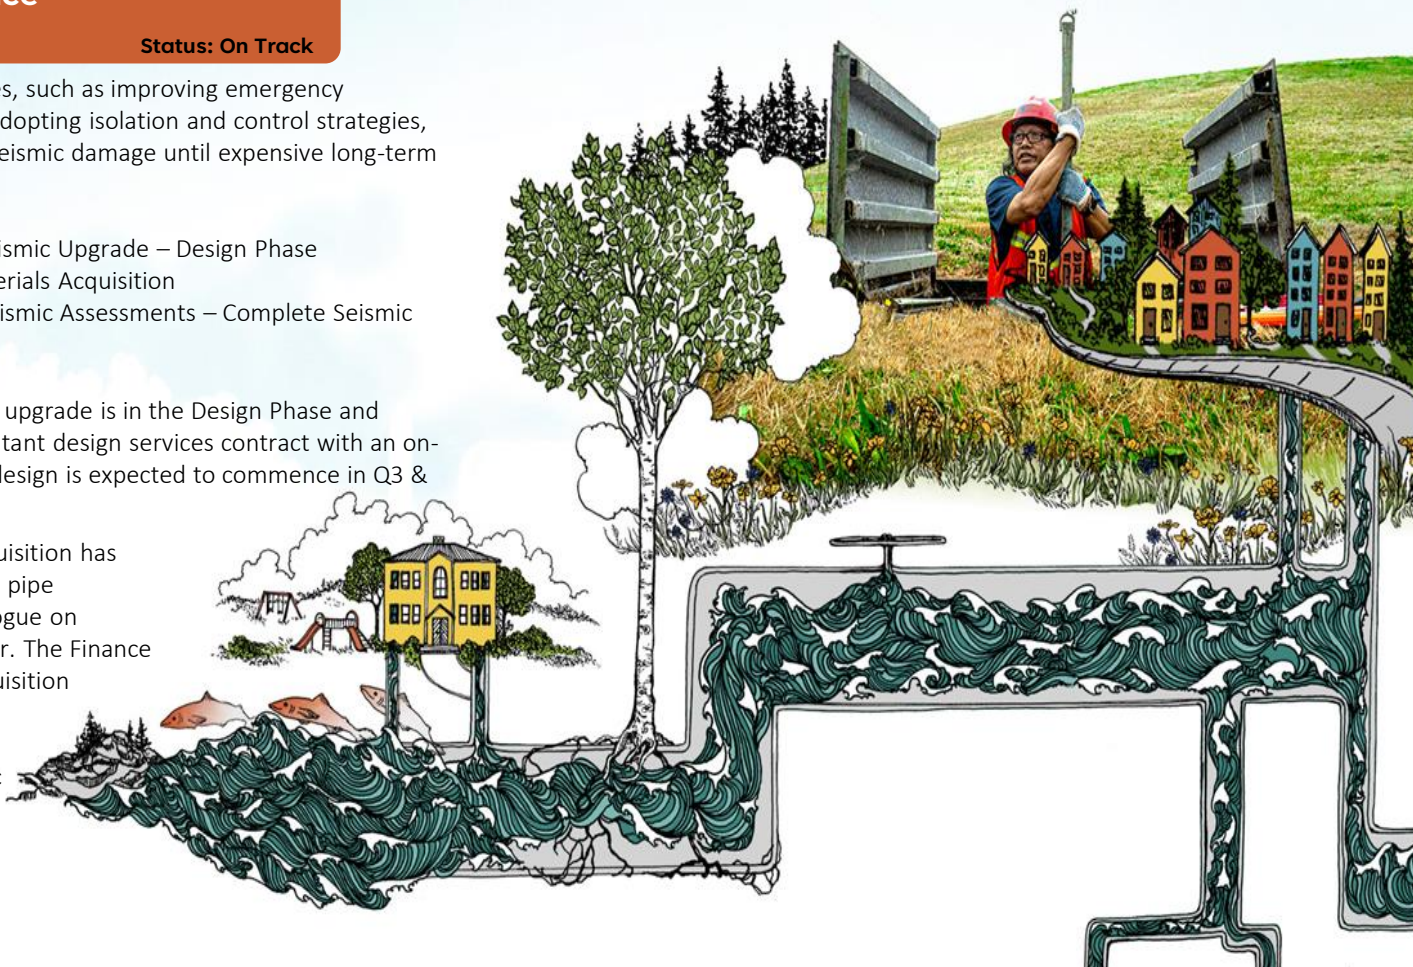 Status: On Track
es, such as improving emergency
dopting isolation and control strategies,
eismic damage until expensive long-term
ismic Upgrade – Design Phase
erials Acquisition
ismic Assessments – Complete Seismic
upgrade is in the Design Phase and
tant design services contract with an on-
design is expected to commence in Q3 &
uisition has
pipe
ogue on
r. The Finance
uisition